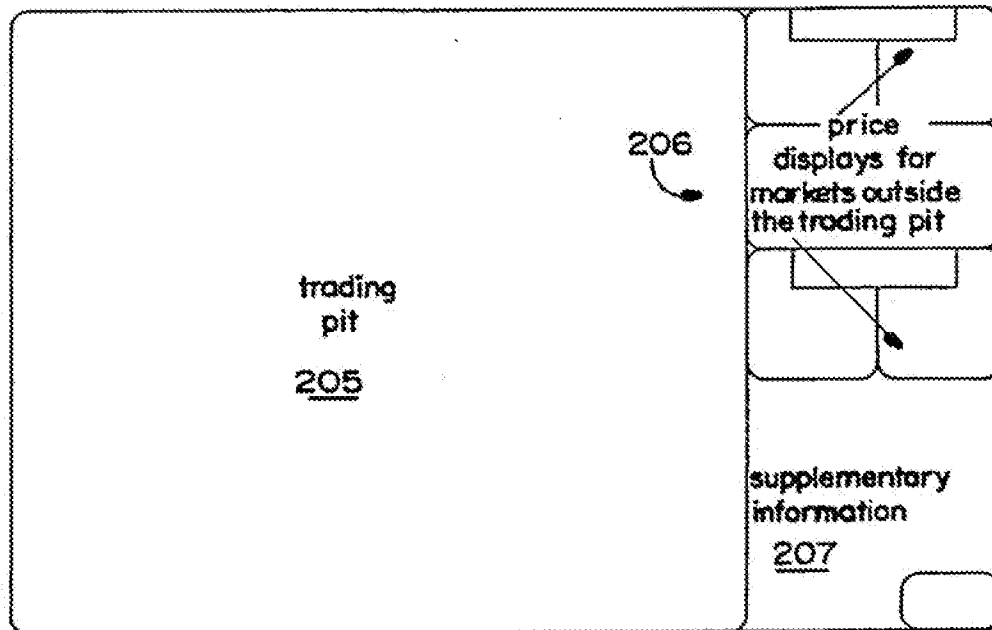 206
trading
pit
205
price
displays for
markets outside
the trading pit
supplementary
information
207